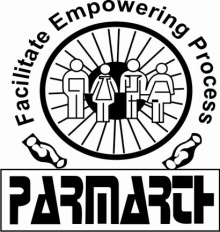 Facilitate Empowering Process
PARMARTH